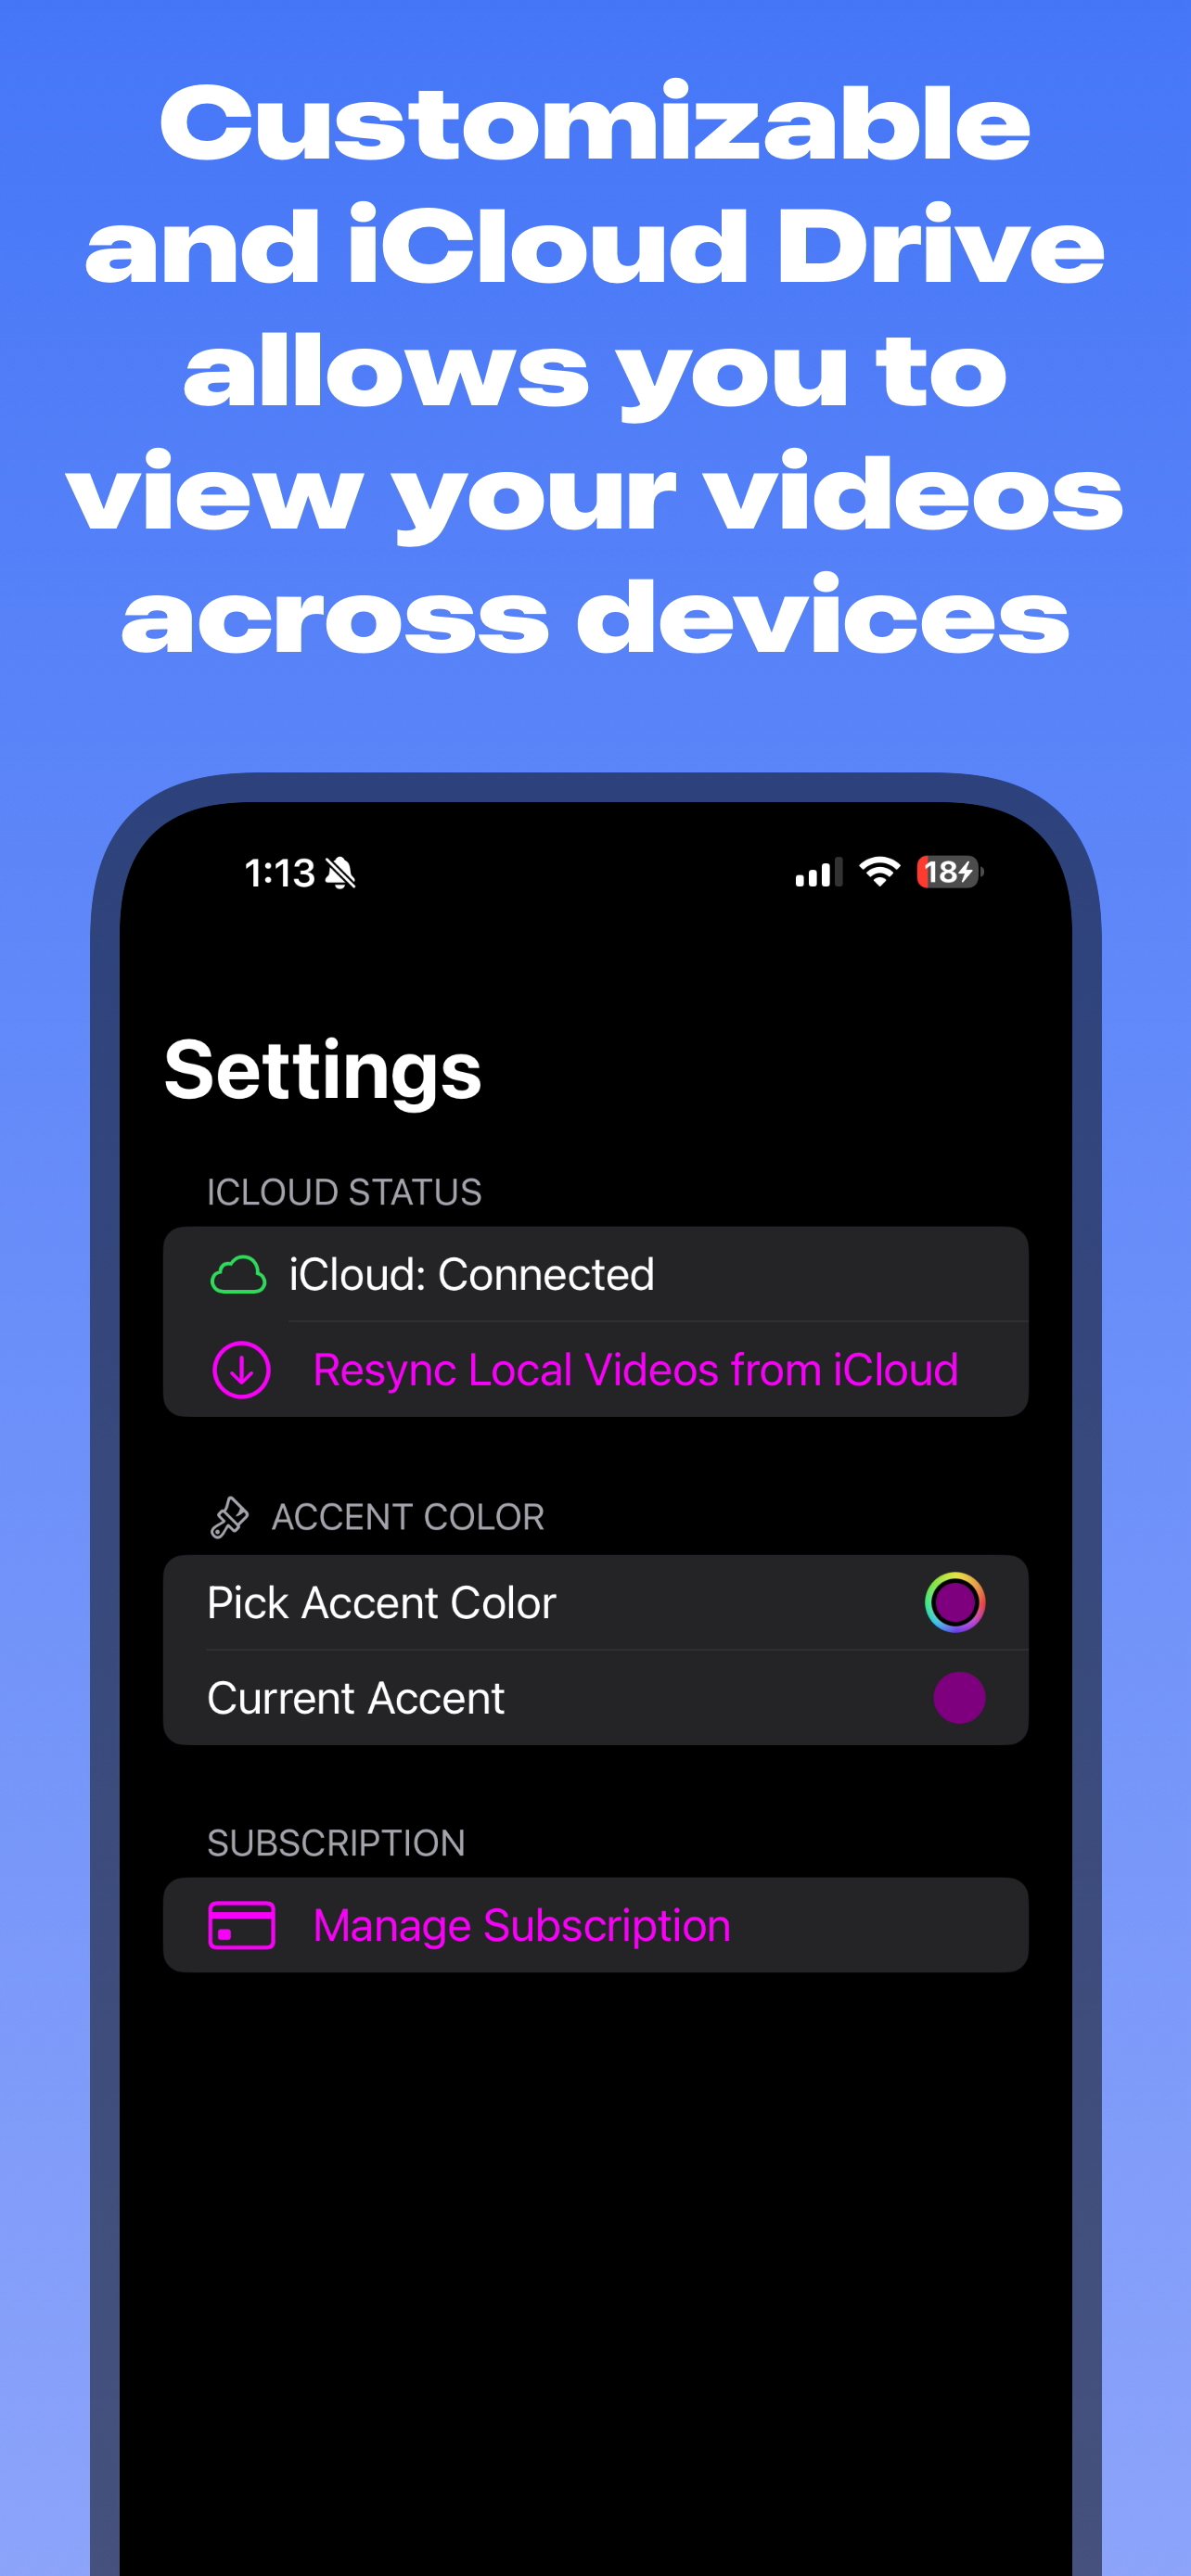 Customizable
and iCloud Drive
allows you to
view your videos
across devices
1:13
18
Settings
ICLOUD STATUS
iCloud: Connected
Resync Local Videos from iCloud
ACCENT COLOR
Pick Accent Color
Current Accent
SUBSCRIPTION
Manage Subscription